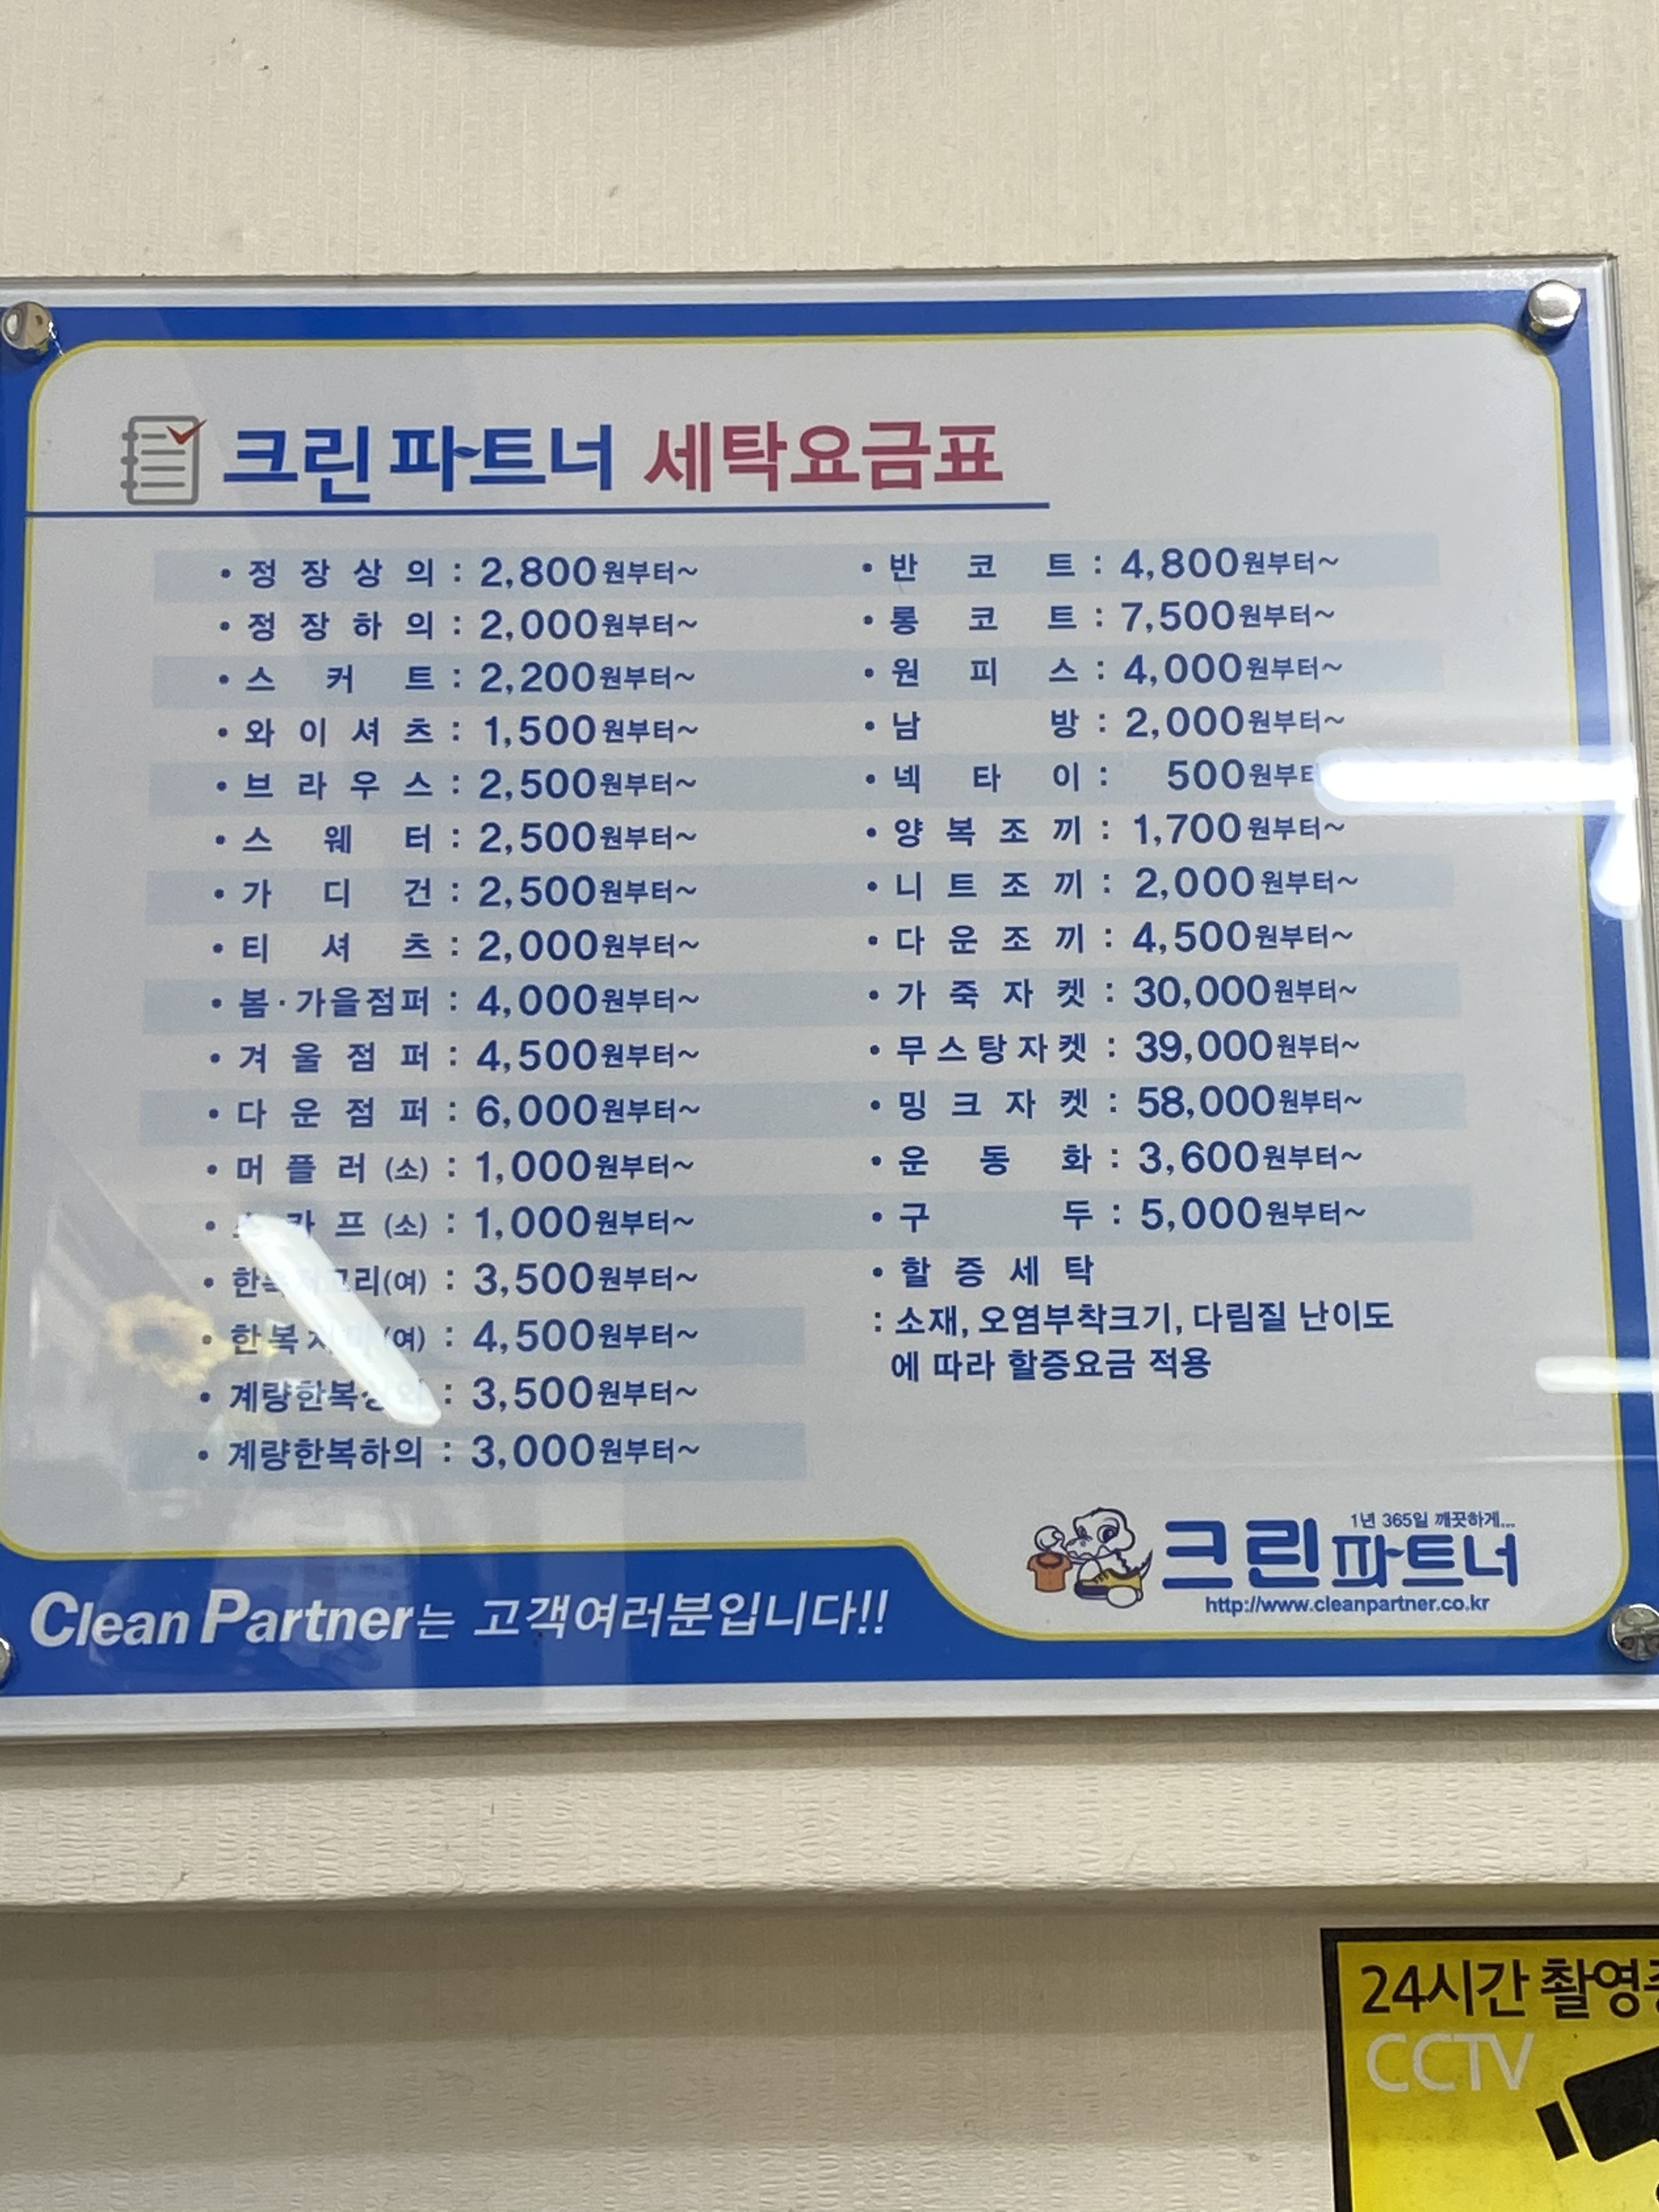 크린파트너 세탁요금표
• 정장상의 : 2,800원부터~
• 정장하의 : 2,000원부터~
• 스커트 : 2,200원부터~
• 와이셔츠 : 1,500원부터~
• 브라우스 : 2,500원부터~
• 스웨터 : 2,500원부터~
• 가디건 : 2,500원부터~
• 티셔츠 : 2,000원부터~
• 봄·가을점퍼 : 4,000원부터~
• 겨울점퍼 : 4,500원부터~
• 다운점퍼 : 6,000원부터~
• 머플러(소) : 1,000원부터~
• 스카프(소) : 1,000원부터~
• 한복저고리(여) : 3,500원부터~
• 한복치마(여) : 4,500원부터~
• 계량한복상의 : 3,500원부터~
• 계량한복하의 : 3,000원부터~
• 반코트 : 4,800원부터~
• 롱코트 : 7,500원부터~
• 원피스 : 4,000원부터~
• 남방 : 2,000원부터~
• 넥타이 : 500원부터
• 양복조끼 : 1,700원부터~
• 니트조끼 : 2,000원부터~
• 다운조끼 : 4,500원부터~
• 가죽자켓 : 30,000원부터~
• 무스탕자켓 : 39,000원부터~
• 밍크자켓 : 58,000원부터~
• 운동화 : 3,600원부터~
• 구두 : 5,000원부터~
• 할증세탁
: 소재, 오염부착크기, 다림질 난이도
에 따라 할증요금 적용
1년 365일 깨끗하게...
크린파트너
http://www.cleanpartner.co.kr
Clean Partner는 고객여러분입니다!!
24시간 촬영
CCTV